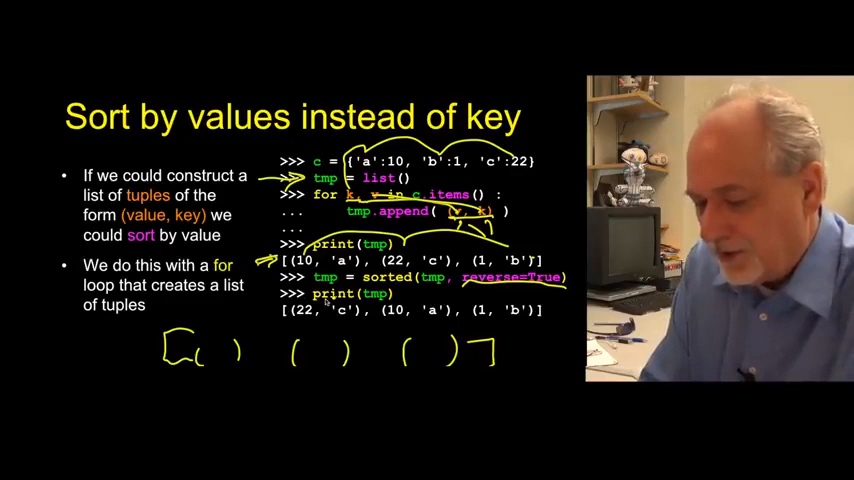 Sort by values instead of key
• If we could construct a
list of tuples of the
form (value, key) we
could sort by value
• We do this with a for
loop that creates a list
of tuples
>>> c = {'a':10, 'b':1, 'c':22}
>>> tmp = list()
>>> for k, v in c.items() :
... tmp.append( (v, k) )
...
>>> print(tmp)
[(10, 'a'), (22, 'c'), (1, 'b')]
>>> tmp = sorted(tmp, reverse=True)
>>> print(tmp)
[(22, 'c'), (10, 'a'), (1, 'b')]
[( ) ( ) ( )]